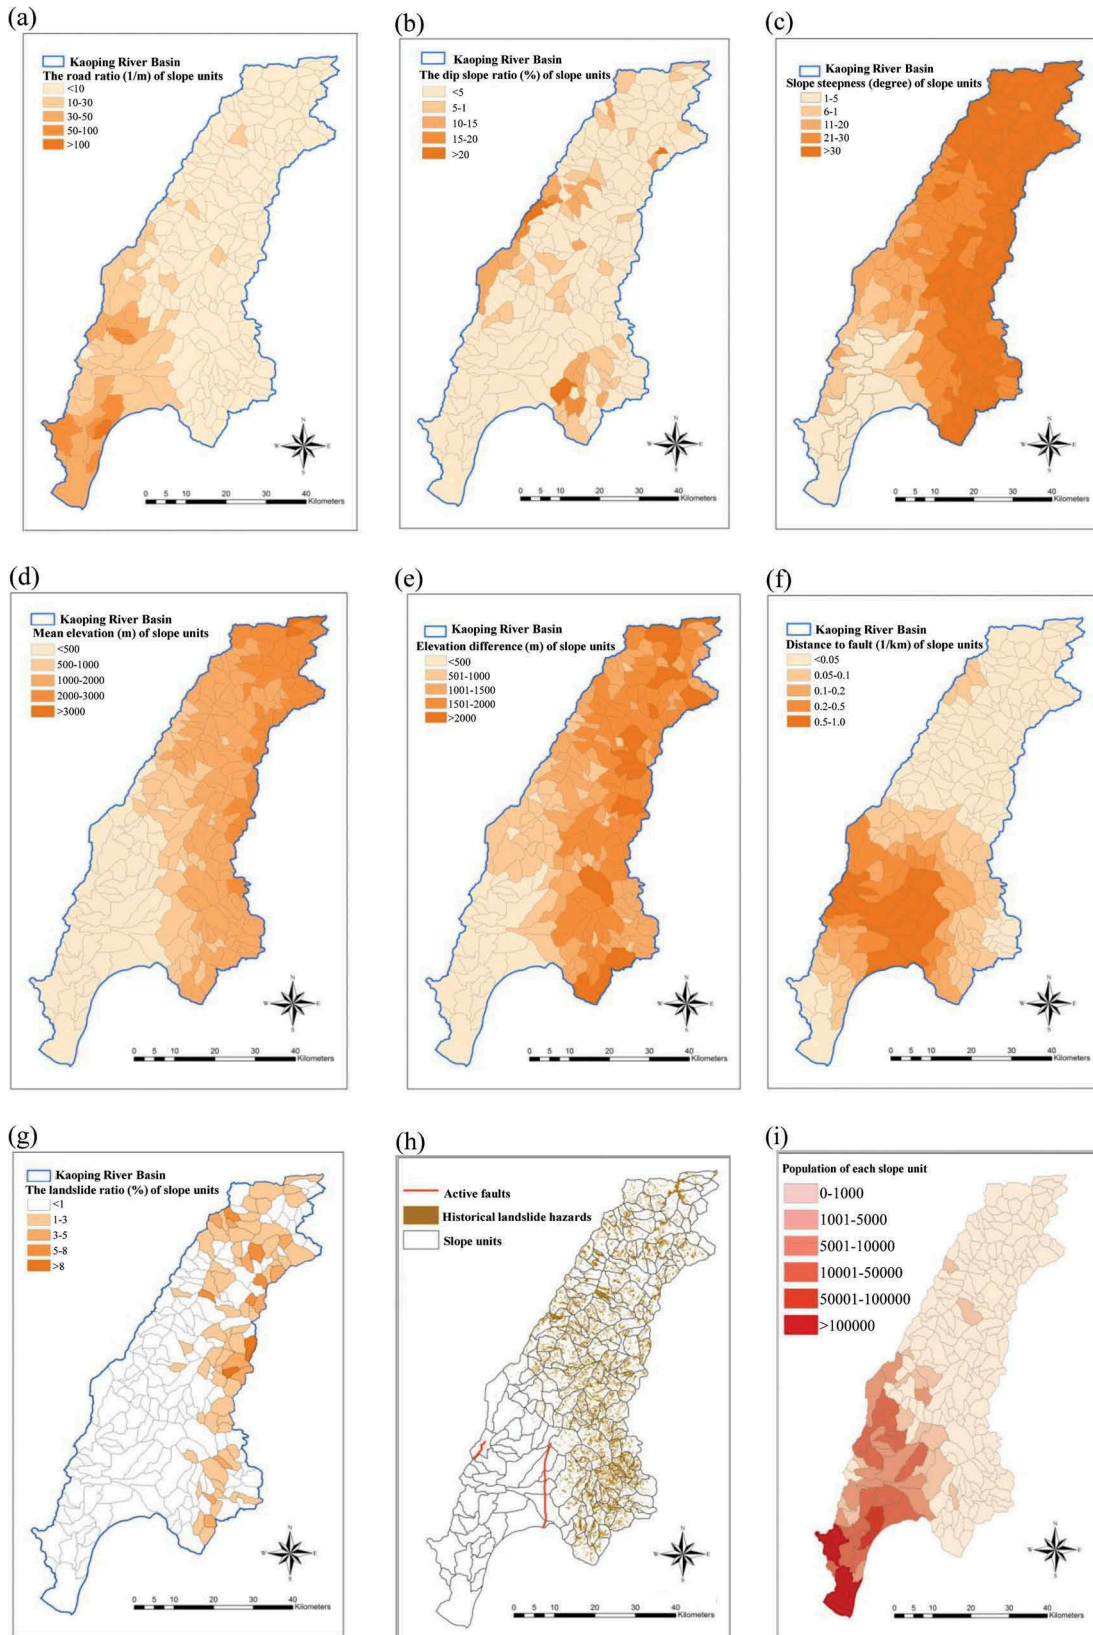 (a)
Kaoping River Basin
The road ratio (1/m) of slope units
<10
10-30
30-50
50-100
>100
N
W E
S
0 5 10 20 30 40
Kilometers
(b)
Kaoping River Basin
The dip slope ratio (%) of slope units
<5
5-1
10-15
15-20
>20
N
W E
S
0 5 10 20 30 40
Kilometers
(c)
Kaoping River Basin
Slope steepness (degree) of slope units
1-5
6-1
11-20
21-30
>30
N
W E
S
0 5 10 20 30 40
Kilometers
(d)
Kaoping River Basin
Mean elevation (m) of slope units
<500
500-1000
1000-2000
2000-3000
>3000
N
W E
S
0 5 10 20 30 40
Kilometers
(e)
Kaoping River Basin
Elevation difference (m) of slope units
<500
501-1000
1001-1500
1501-2000
>2000
N
W E
S
0 5 10 20 30 40
Kilometers
(f)
Kaoping River Basin
Distance to fault (1/km) of slope units
<0.05
0.05-0.1
0.1-0.2
0.2-0.5
0.5-1.0
N
W E
S
0 5 10 20 30 40
Kilometers
(g)
Kaoping River Basin
The landslide ratio (%) of slope units
<1
1-3
3-5
5-8
>8
N
W E
S
0 5 10 20 30 40
Kilometers
(h)
Active faults
Historical landslide hazards
Slope units
N
W E
S
0 5 10 20 30 40
Kilometers
(i)
Population of each slope unit
0-1000
1001-5000
5001-10000
10001-50000
50001-100000
>100000
N
W E
S
0 5 10 20 30 40
Kilometers